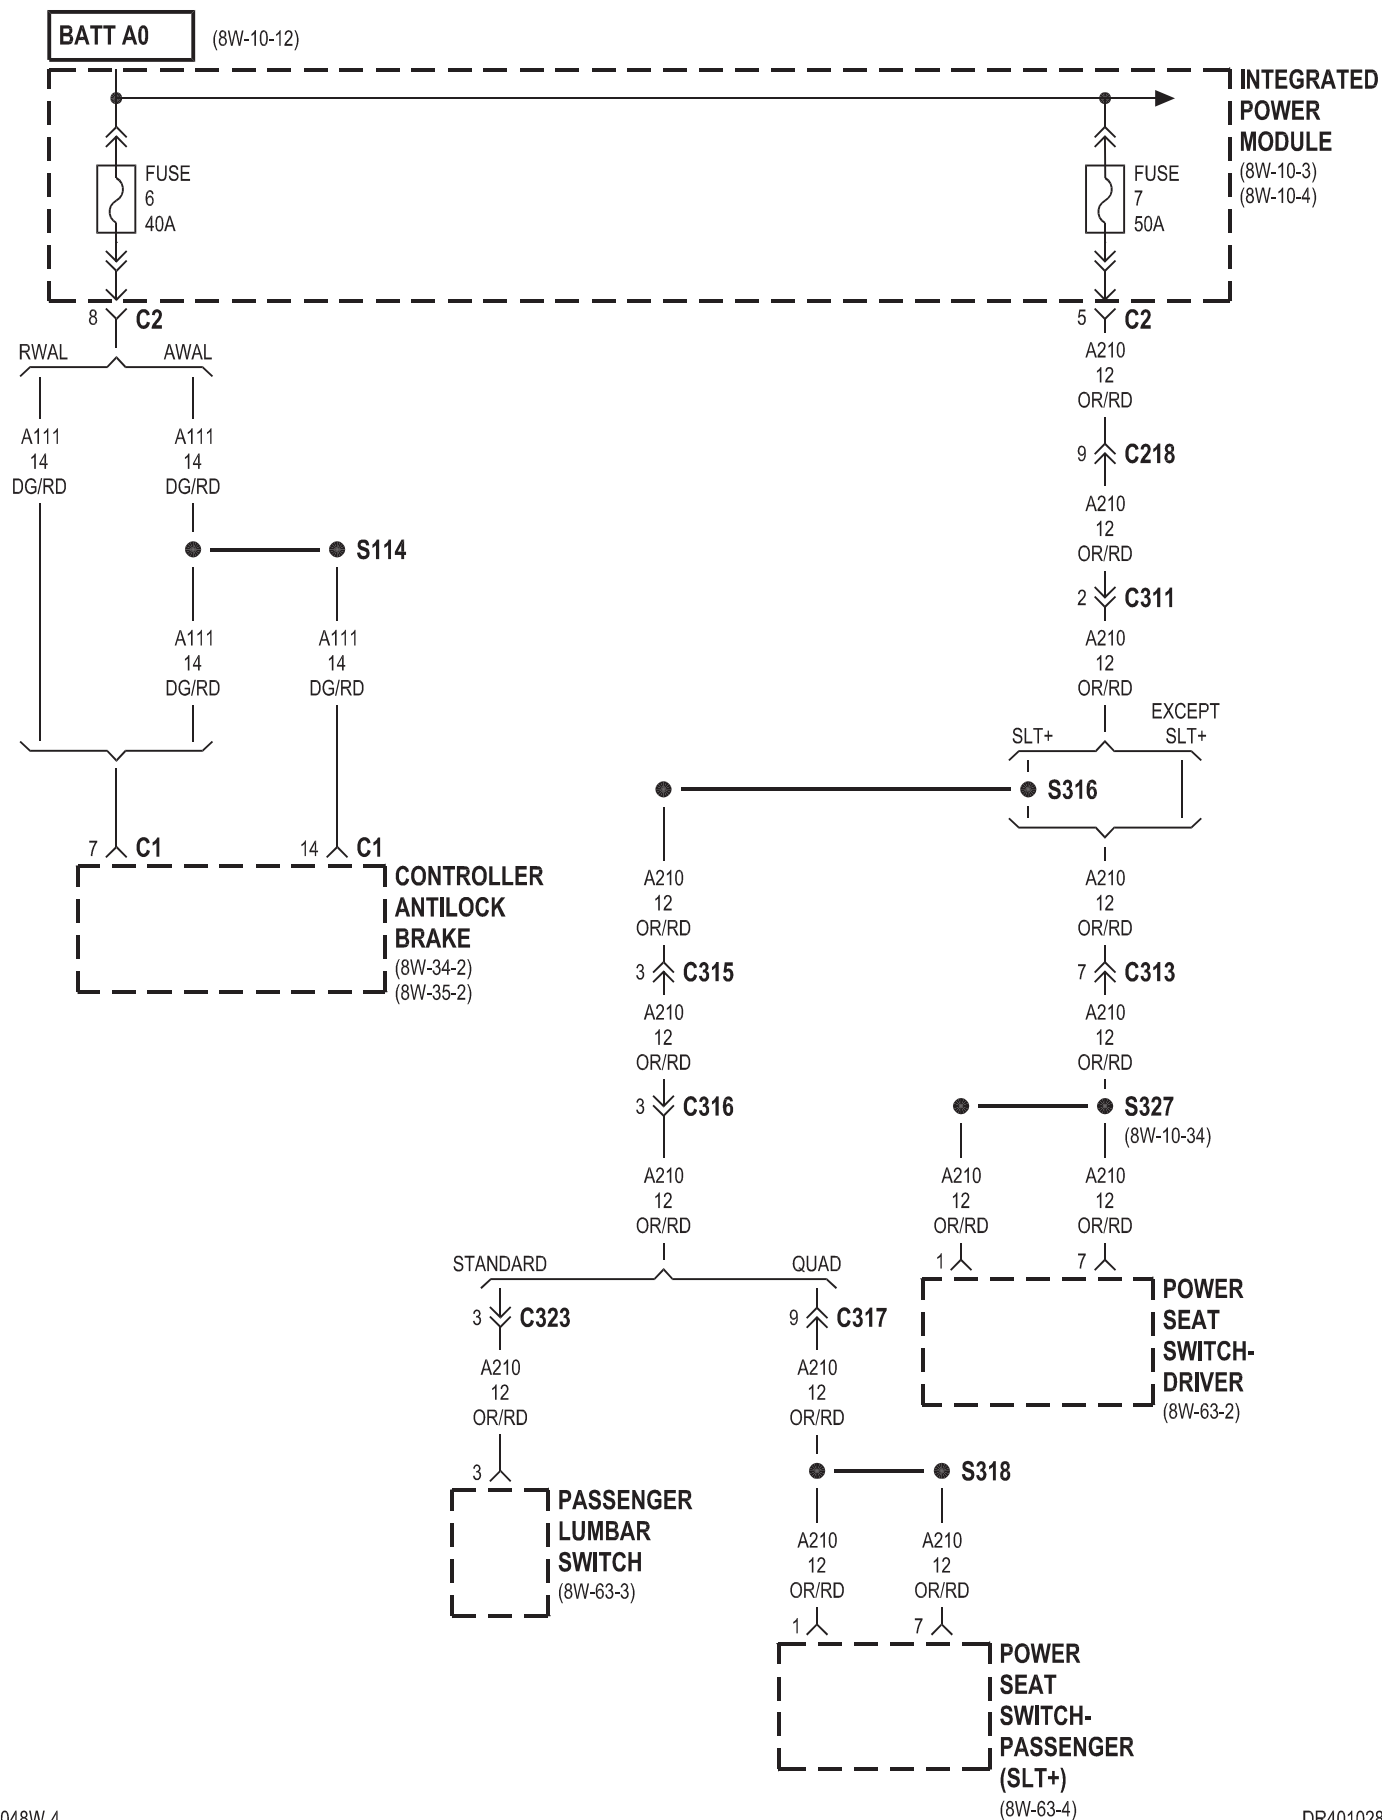 BATT A0
(8W-10-12)
INTEGRATED
POWER
MODULE
(8W-10-3)
(8W-10-4)
FUSE
6
40A
FUSE
7
50A
8
C2
5
C2
RWAL
AWAL
A210
12
OR/RD
A111
14
DG/RD
A111
14
DG/RD
9
C218
A210
12
OR/RD
S114
2
C311
A111
14
DG/RD
A111
14
DG/RD
A210
12
OR/RD
SLT+
EXCEPT
SLT+
S316
7
C1
14
C1
CONTROLLER
ANTILOCK
BRAKE
(8W-34-2)
(8W-35-2)
A210
12
OR/RD
A210
12
OR/RD
3
C315
7
C313
A210
12
OR/RD
A210
12
OR/RD
3
C316
S327
(8W-10-34)
A210
12
OR/RD
A210
12
OR/RD
A210
12
OR/RD
STANDARD
QUAD
1
7
POWER
SEAT
SWITCH-
DRIVER
(8W-63-2)
3
C323
9
C317
A210
12
OR/RD
A210
12
OR/RD
3
S318
PASSENGER
LUMBAR
SWITCH
(8W-63-3)
A210
12
OR/RD
A210
12
OR/RD
1
7
POWER
SEAT
SWITCH-
PASSENGER
(SLT+)
(8W-63-4)
048W-4
DR401028